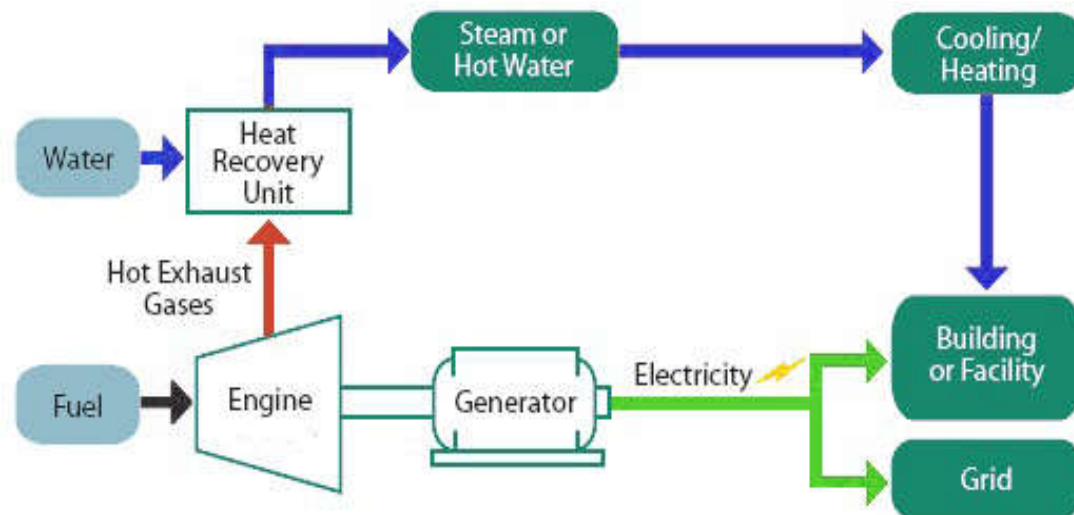 Steam or
Hot Water
Cooling/
Heating
Water
Heat
Recovery
Unit
Hot Exhaust
Gases
Fuel
Engine
Generator
Electricity
Building
or Facility
Grid